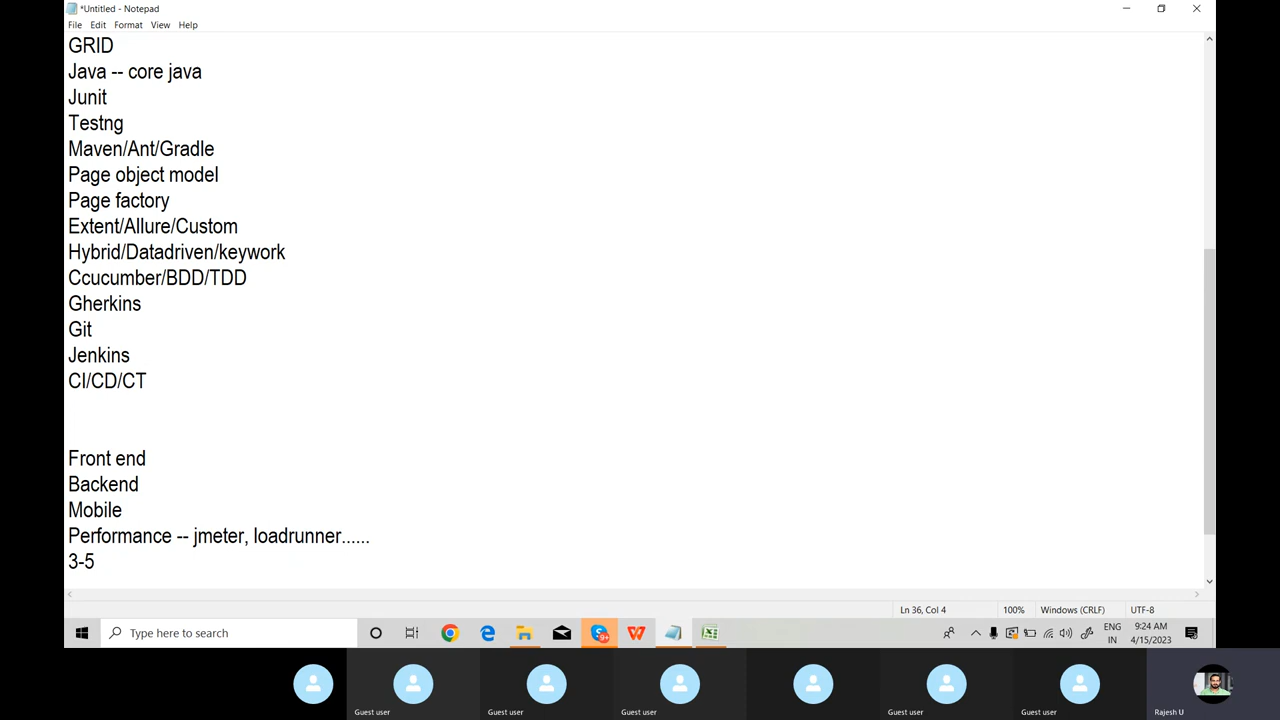 *Untitled - Notepad
File Edit Format View Help
GRID
Java -- core java
Junit
Testng
Maven/Ant/Gradle
Page object model
Page factory
Extent/Allure/Custom
Hybrid/Datadriven/keywork
Ccucumber/BDD/TDD
Gherkins
Git
Jenkins
CI/CD/CT
Front end
Backend
Mobile
Performance -- jmeter, loadrunner......
3-5
Ln 36, Col 4 100% Windows (CRLF) UTF-8
Type here to search
ENG
IN
9:24 AM
4/15/2023
Guest user Guest user Guest user Guest user Guest user Rajesh U